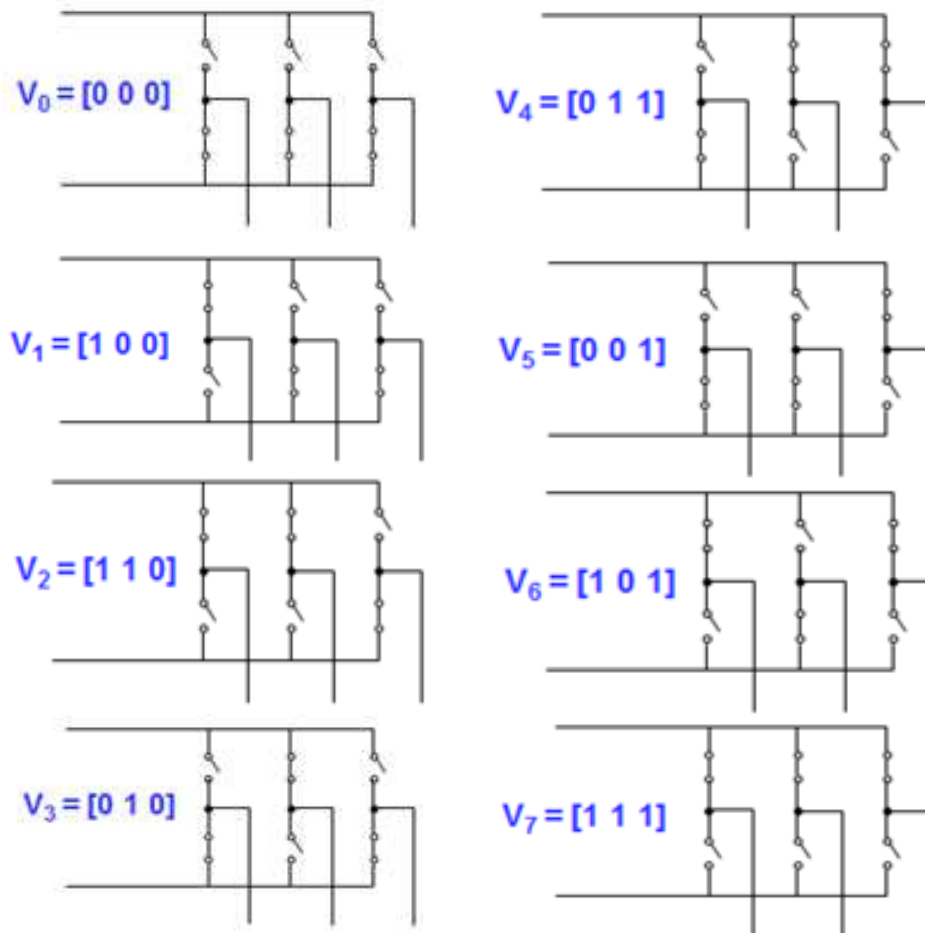 V₀ = [0 0 0]
V₁ = [1 0 0]
V₂ = [1 1 0]
V₃ = [0 1 0]
V₄ = [0 1 1]
V₅ = [0 0 1]
V₆ = [1 0 1]
V₇ = [1 1 1]